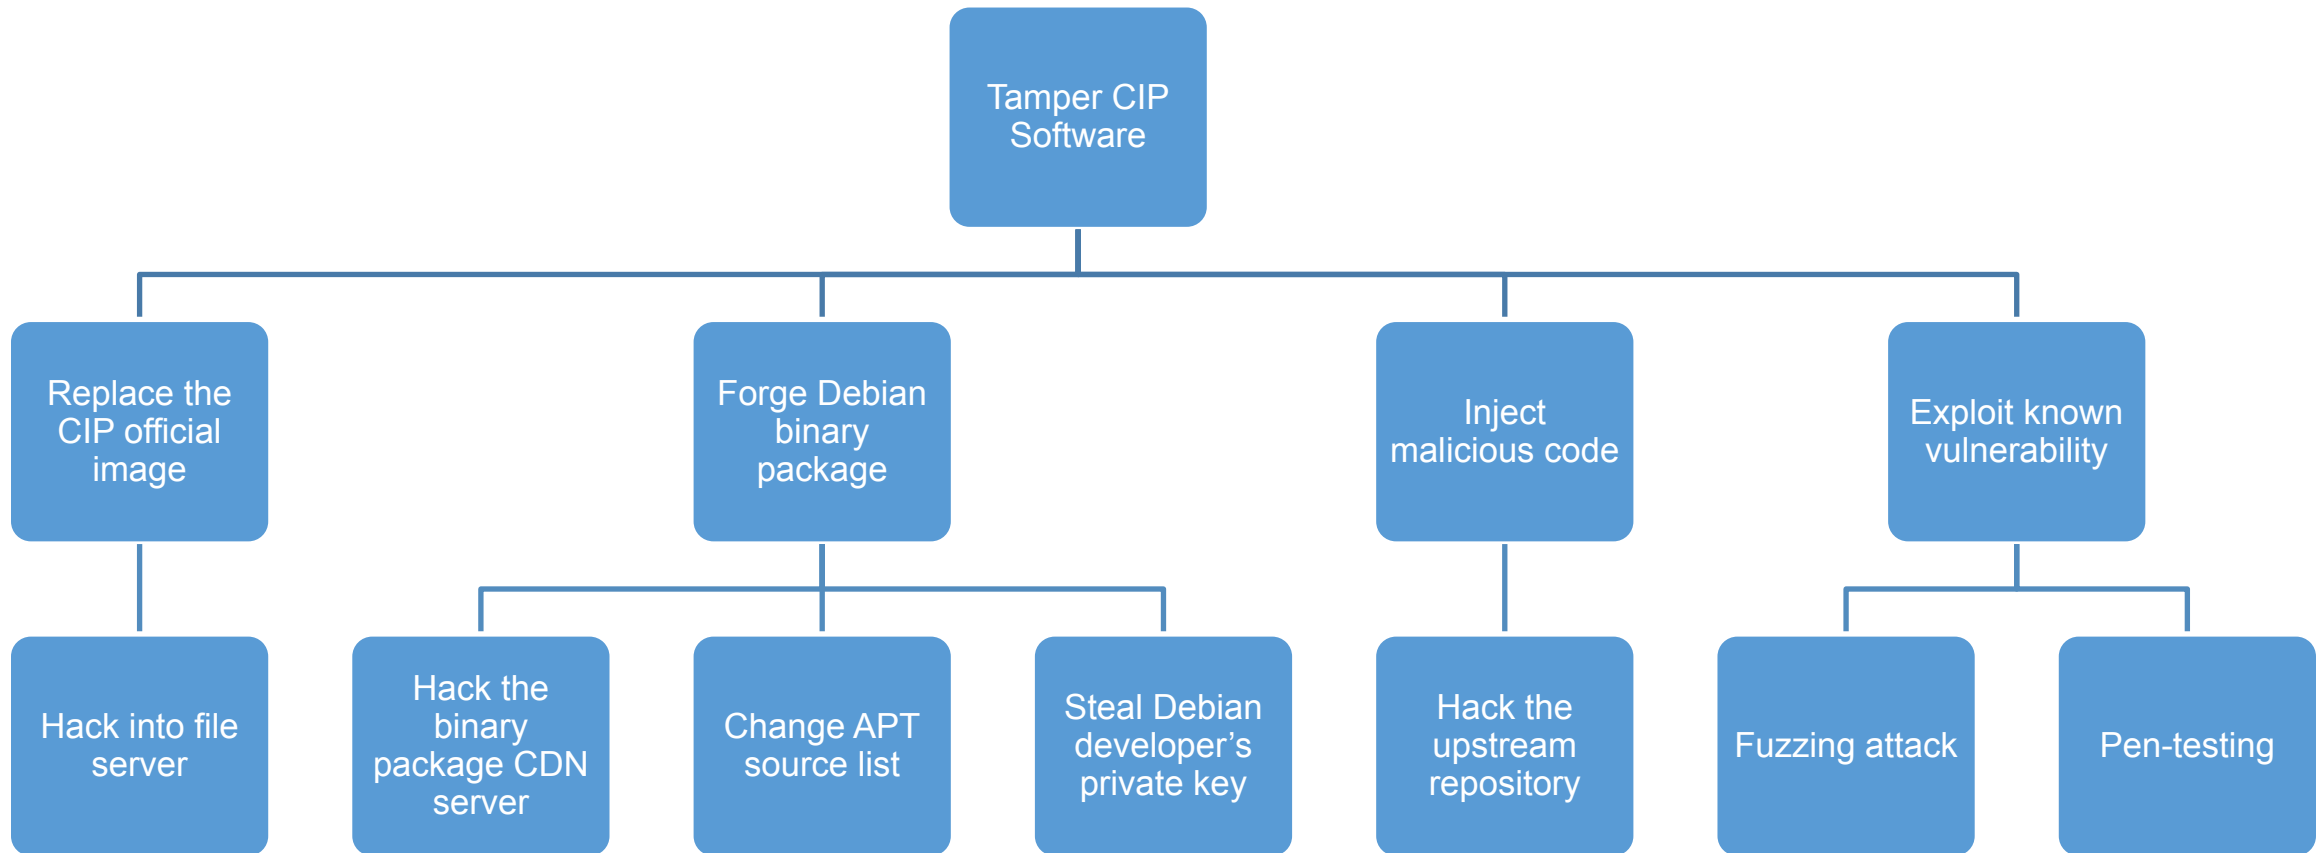 Tamper CIP
Software
Replace the
CIP official
image
Forge Debian
binary
package
Inject
malicious code
Exploit known
vulnerability
Hack into file
server
Hack the
binary
package CDN
server
Change APT
source list
Steal Debian
developer’s
private key
Hack the
upstream
repository
Fuzzing attack
Pen-testing